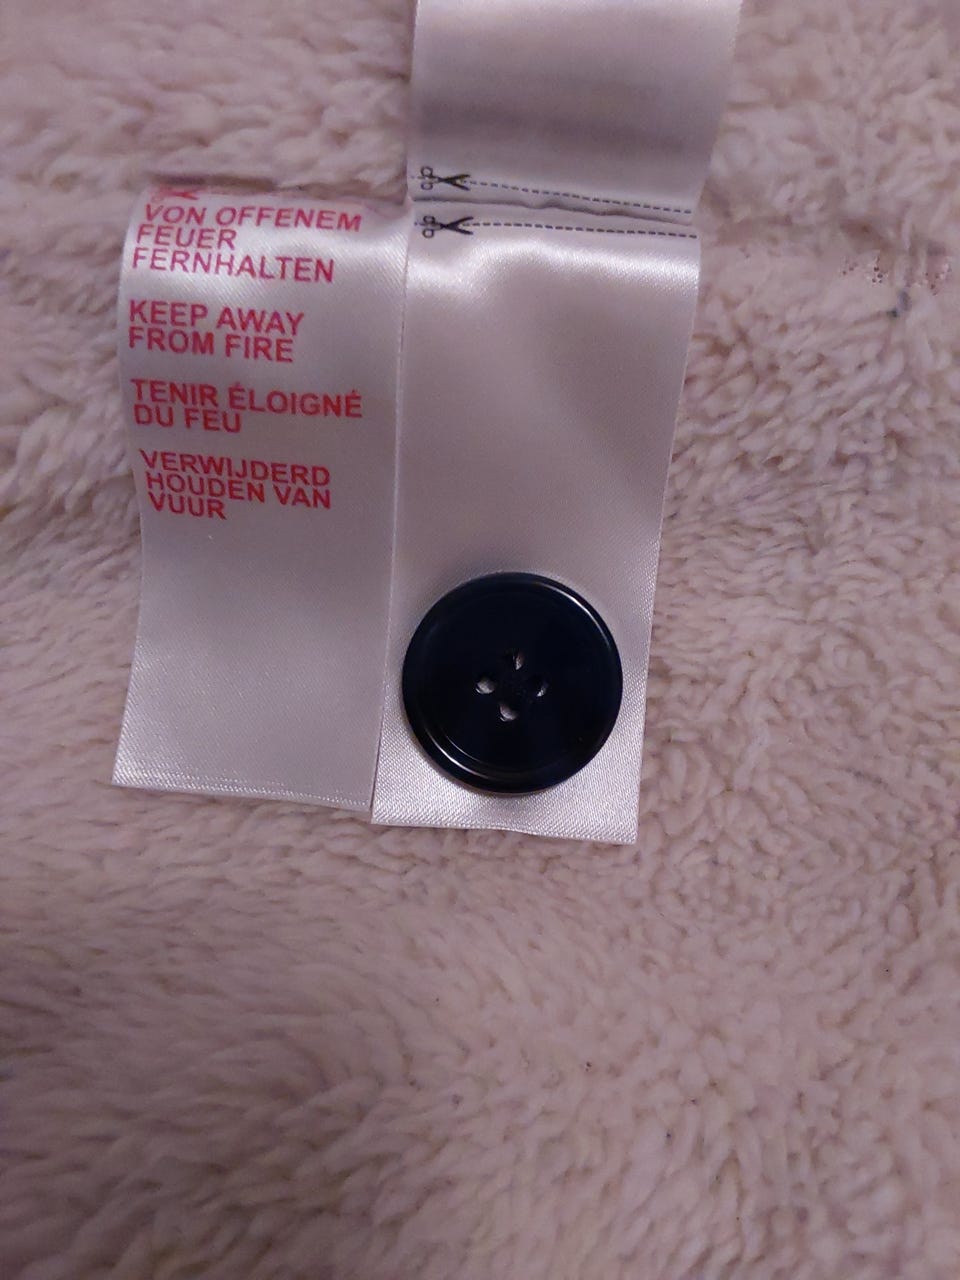 VON OFFENEM
FEUER
FERNHALTEN
KEEP AWAY
FROM FIRE
TENIR ÉLOIGNÉ
DU FEU
VERWIJDERD
HOUDEN VAN
VUUR